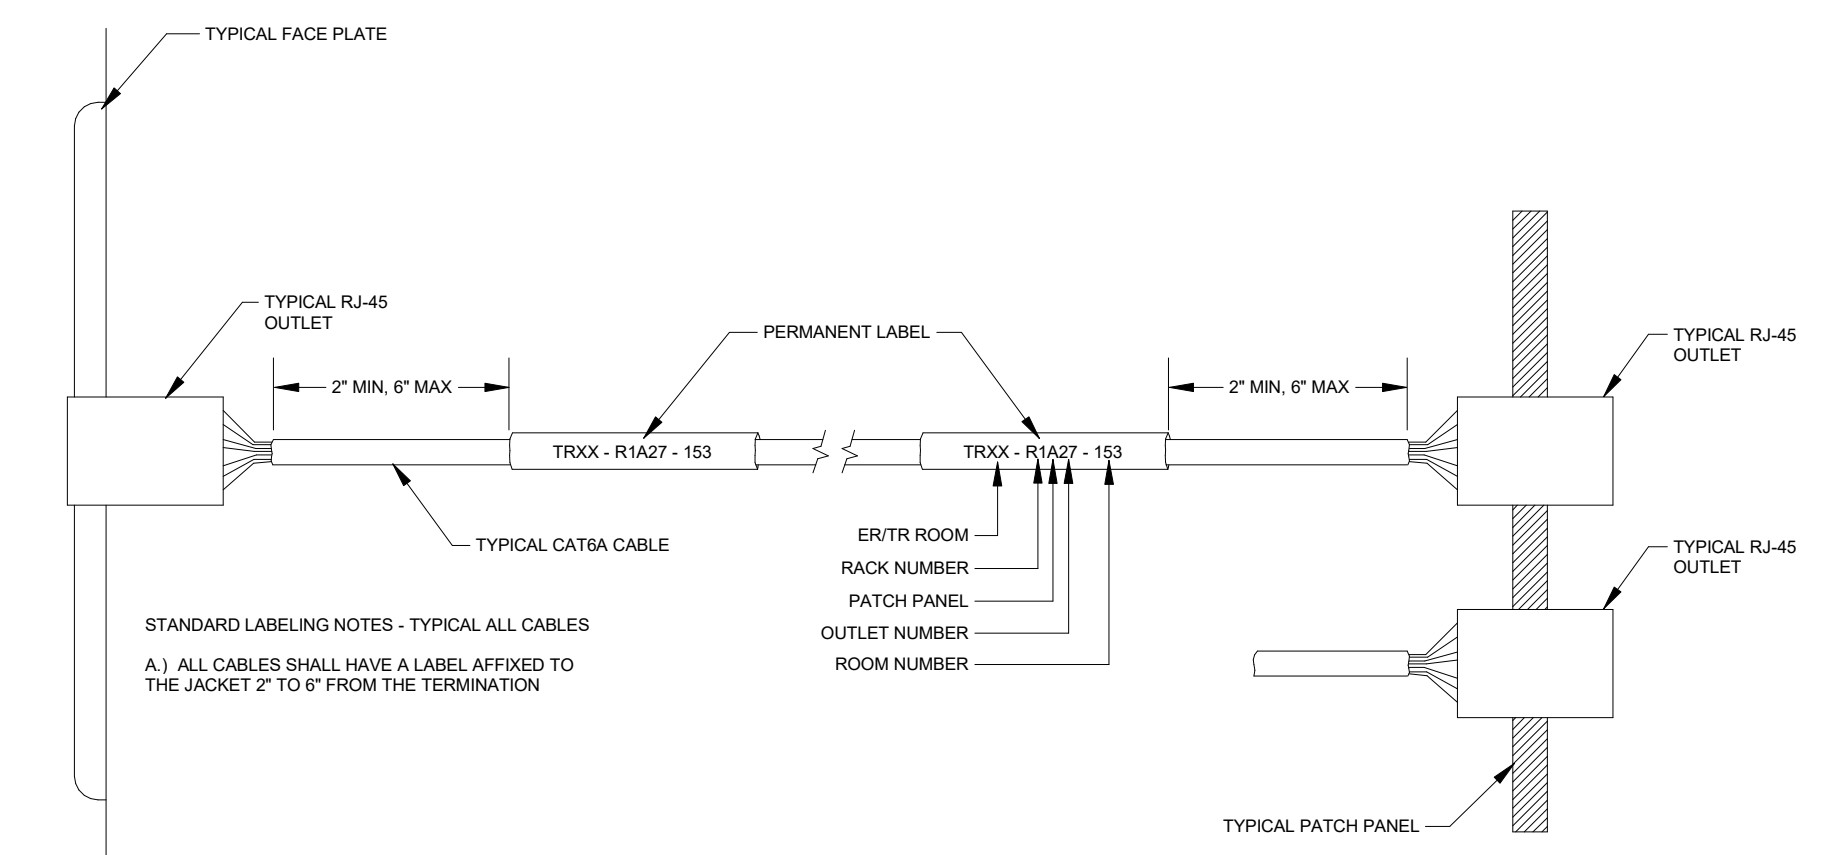 TYPICAL FACE PLATE
TYPICAL RJ-45
OUTLET
PERMANENT LABEL
TYPICAL RJ-45
OUTLET
2" MIN, 6" MAX
2" MIN, 6" MAX
TRXX - R1A27 - 153
TRXX - R1A27 - 153
ER/TR ROOM
TYPICAL CAT6A CABLE
RACK NUMBER
PATCH PANEL
OUTLET NUMBER
ROOM NUMBER
TYPICAL RJ-45
OUTLET
STANDARD LABELING NOTES - TYPICAL ALL CABLES
A.) ALL CABLES SHALL HAVE A LABEL AFFIXED TO
THE JACKET 2" TO 6" FROM THE TERMINATION
TYPICAL PATCH PANEL